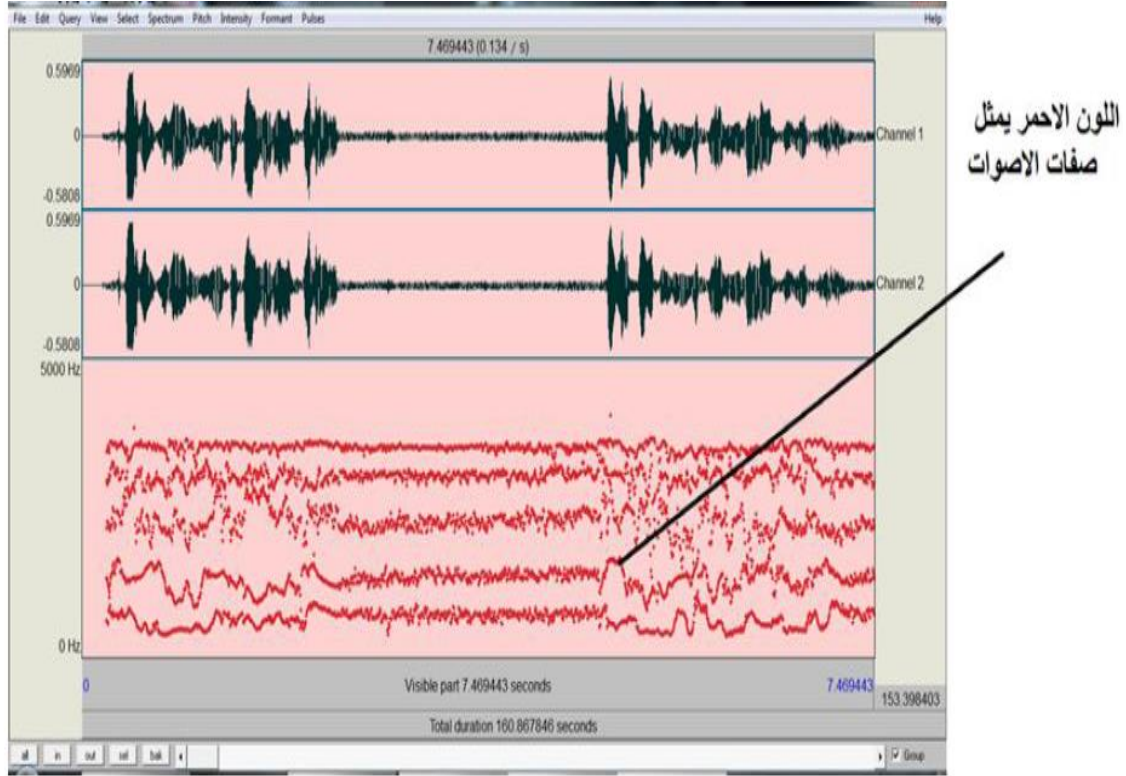 File Edit Query View Select Spectrum Pitch Intensity Formant Pulses Help
7.469443 (0.134 / s)
0.5969
0
-0.5808
Channel 1
0.5969
0
-0.5808
Channel 2
5000 Hz
0 Hz
0 Visible part 7.469443 seconds 7.469443
153.398403
Total duration 160.867846 seconds
all in out sel bak Group
اللون الاحمر يمثل
صفات الاصوات